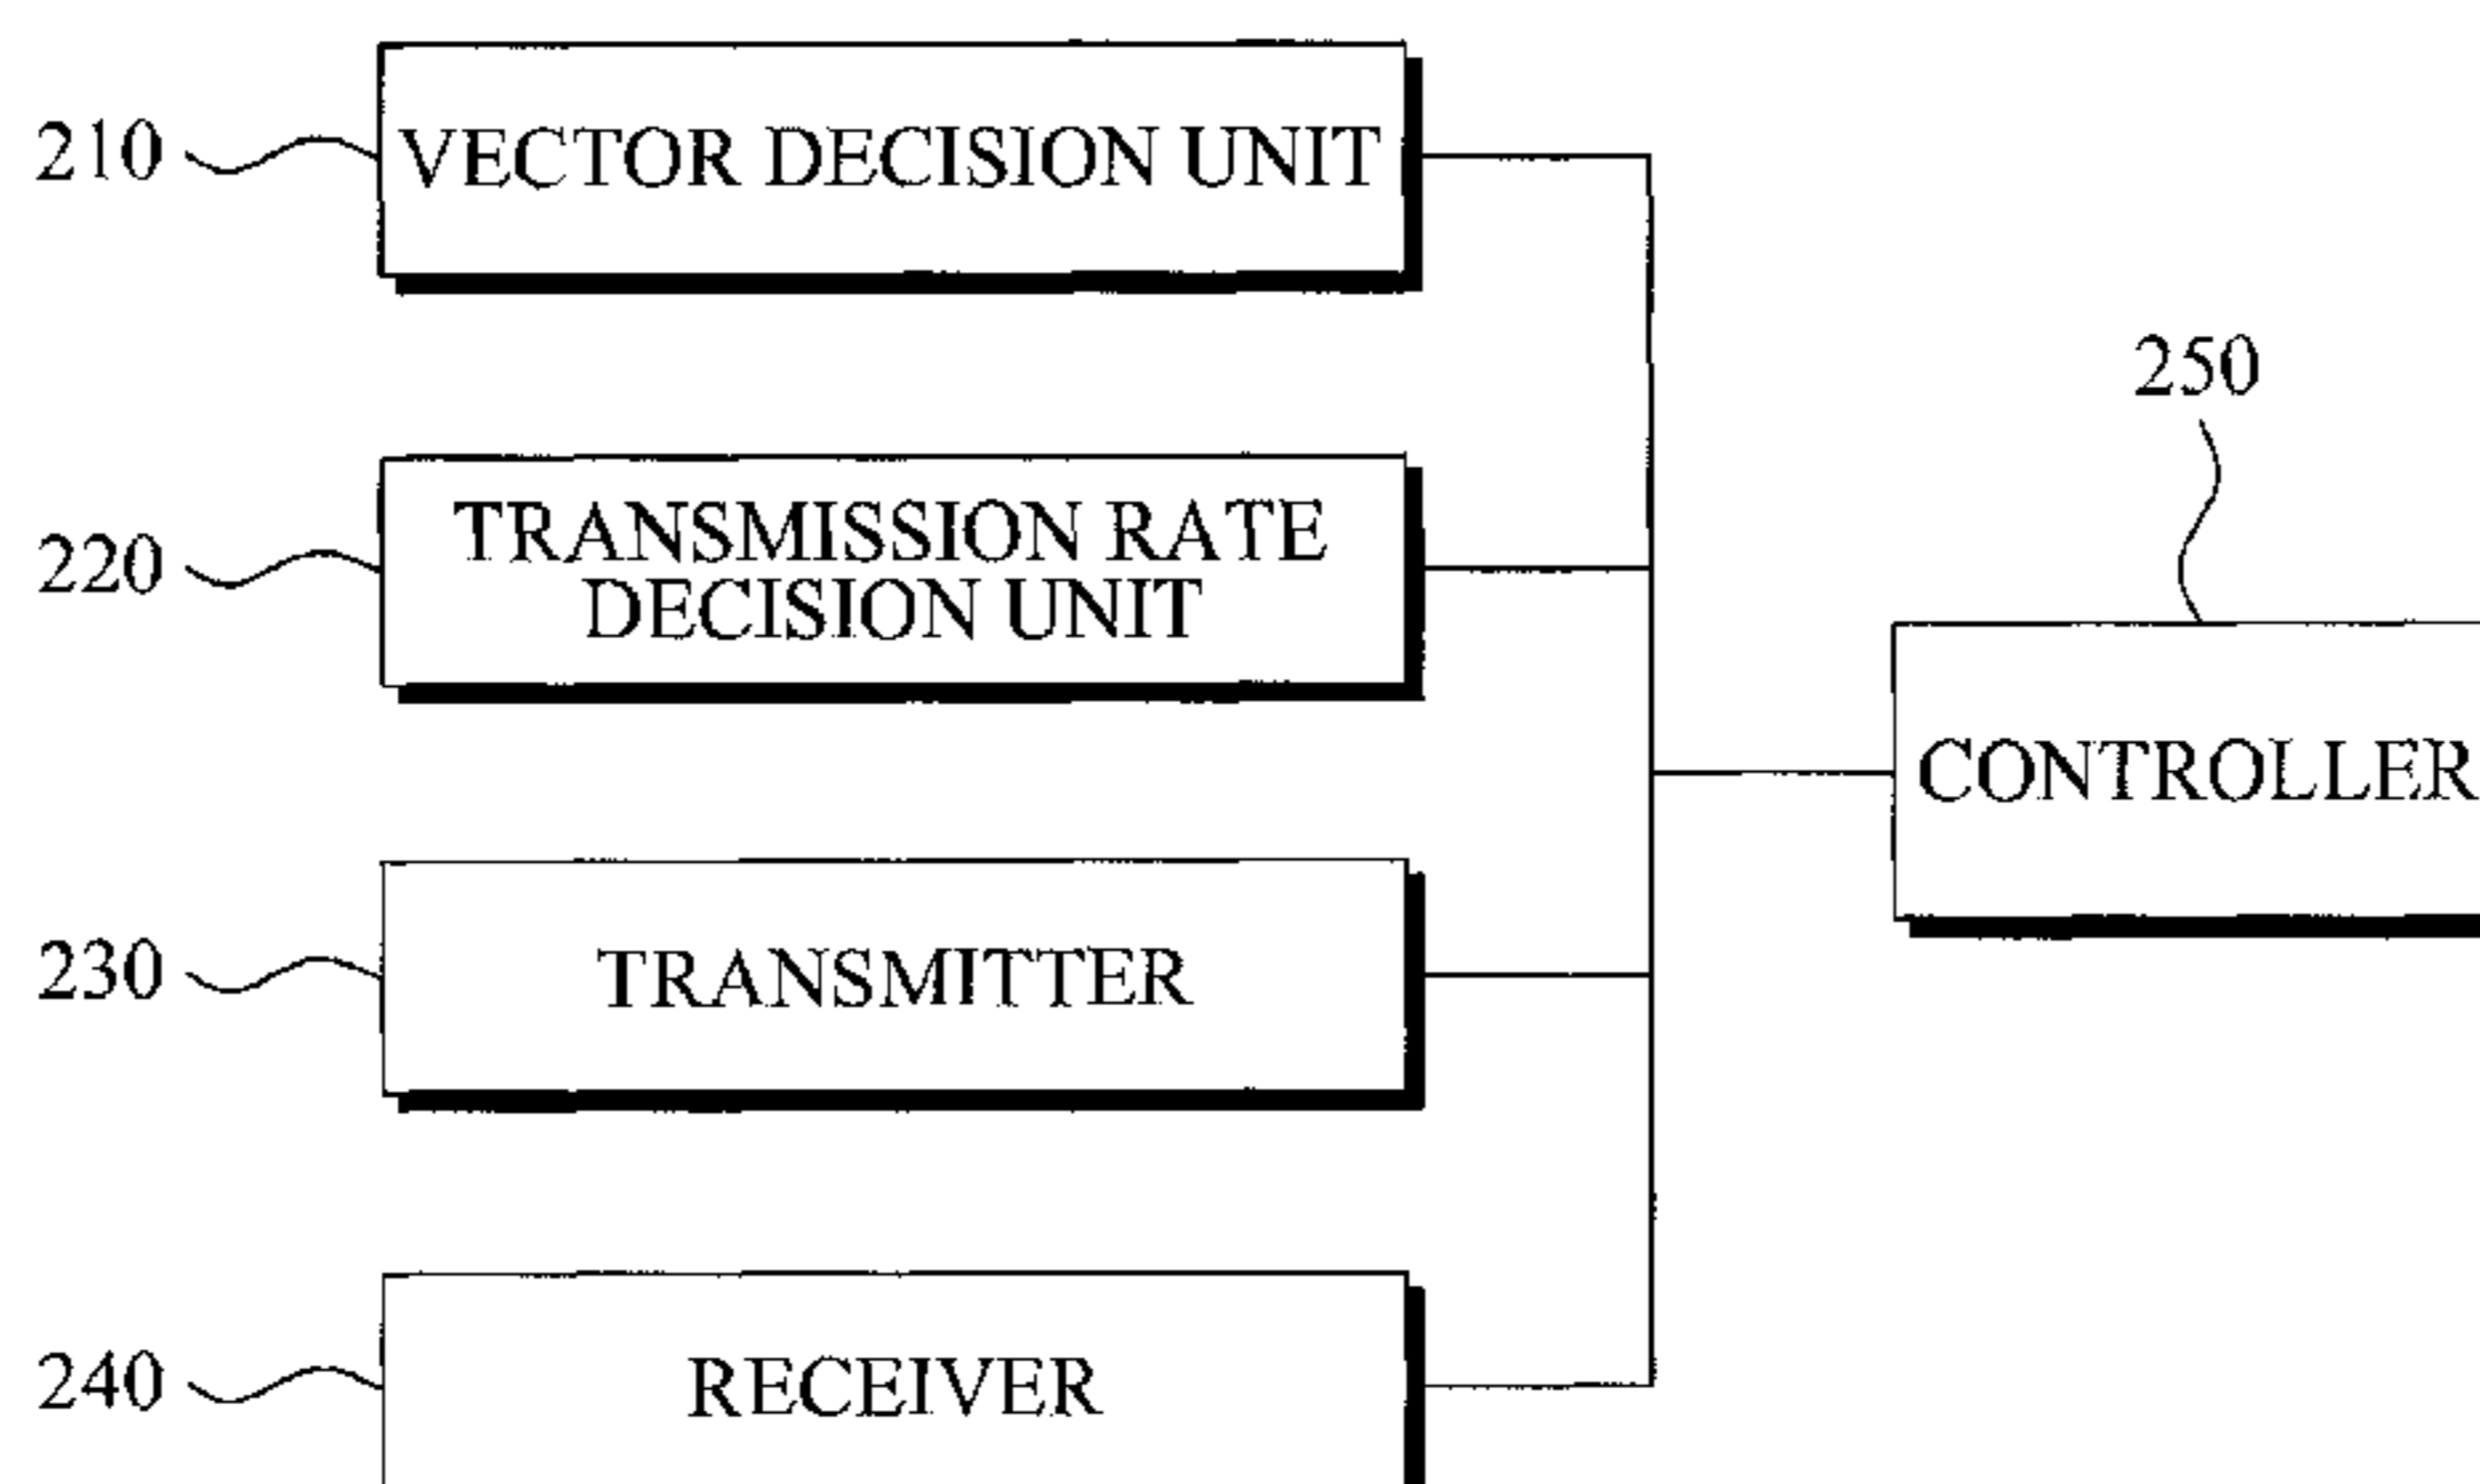 210
VECTOR DECISION UNIT
250
220
TRANSMISSION RATE
DECISION UNIT
CONTROLLER
230
TRANSMITTER
240
RECEIVER